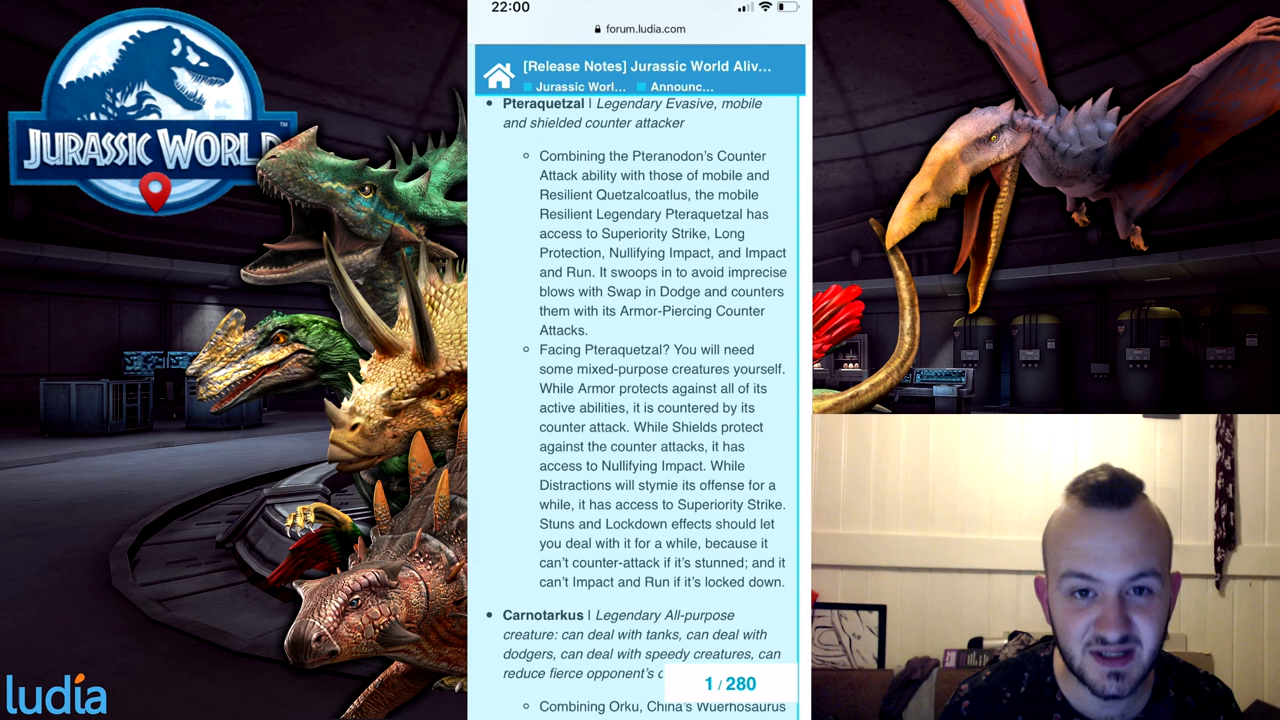 JURASSIC WORLD
TM
ludia
22:00
forum.ludia.com
[Release Notes] Jurassic World Aliv...
Jurassic Worl... Announc...
• Pteraquetzal | Legendary Evasive, mobile
and shielded counter attacker
Combining the Pteranodon’s Counter
Attack ability with those of mobile and
Resilient Quetzalcoatlus, the mobile
Resilient Legendary Pteraquetzal has
access to Superiority Strike, Long
Protection, Nullifying Impact, and Impact
and Run. It swoops in to avoid imprecise
blows with Swap in Dodge and counters
them with its Armor-Piercing Counter
Attacks.
Facing Pteraquetzal? You will need
some mixed-purpose creatures yourself.
While Armor protects against all of its
active abilities, it is countered by its
counter attack. While Shields protect
against the counter attacks, it has
access to Nullifying Impact. While
Distractions will stymie its offense for a
while, it has access to Superiority Strike.
Stuns and Lockdown effects should let
you deal with it for a while, because it
can’t counter-attack if it’s stunned; and it
can’t Impact and Run if it’s locked down.
• Carnotarkus | Legendary All-purpose
creature: can deal with tanks, can deal with
dodgers, can deal with speedy creatures, can
reduce fierce opponent’s
1 / 280
Combining Orku, China’s Wuerhosaurus